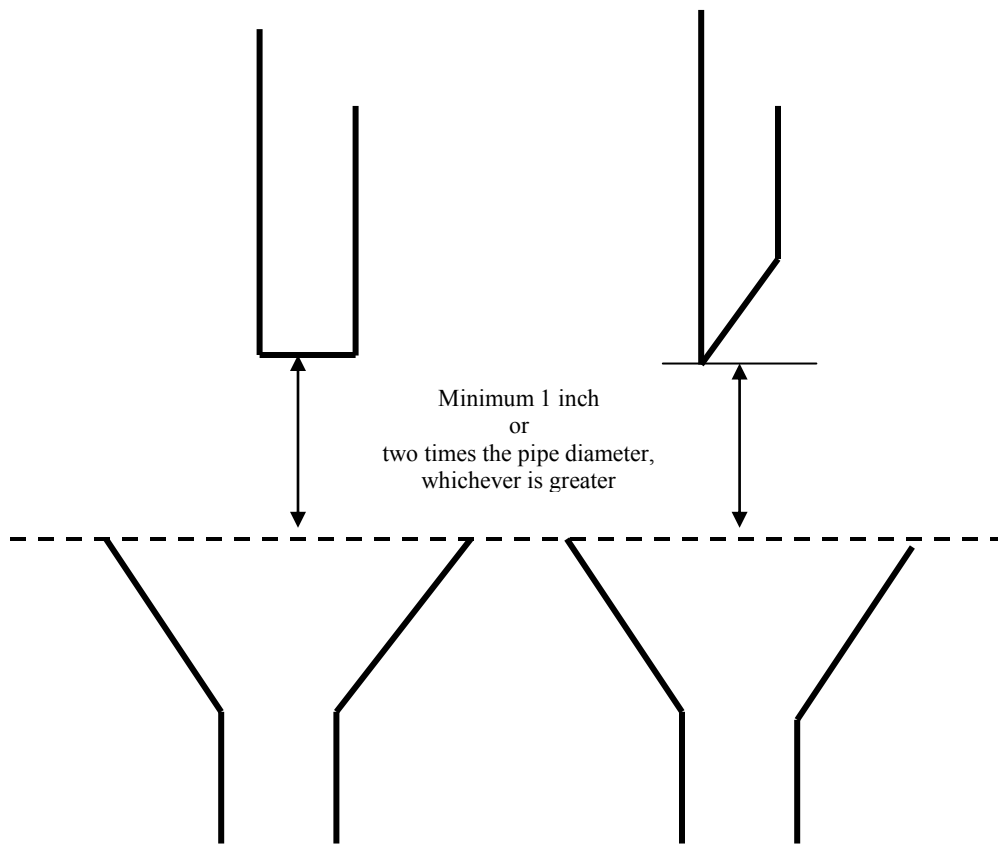 Minimum 1 inch
or
two times the pipe diameter,
whichever is greater